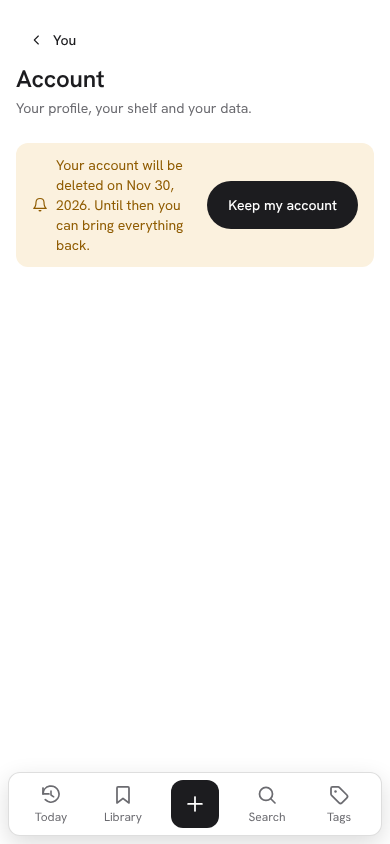 You
Account
Your profile, your shelf and your data.
Your account will be
deleted on Nov 30,
2026. Until then you
can bring everything
back.
Keep my account
Today
Library
Search
Tags